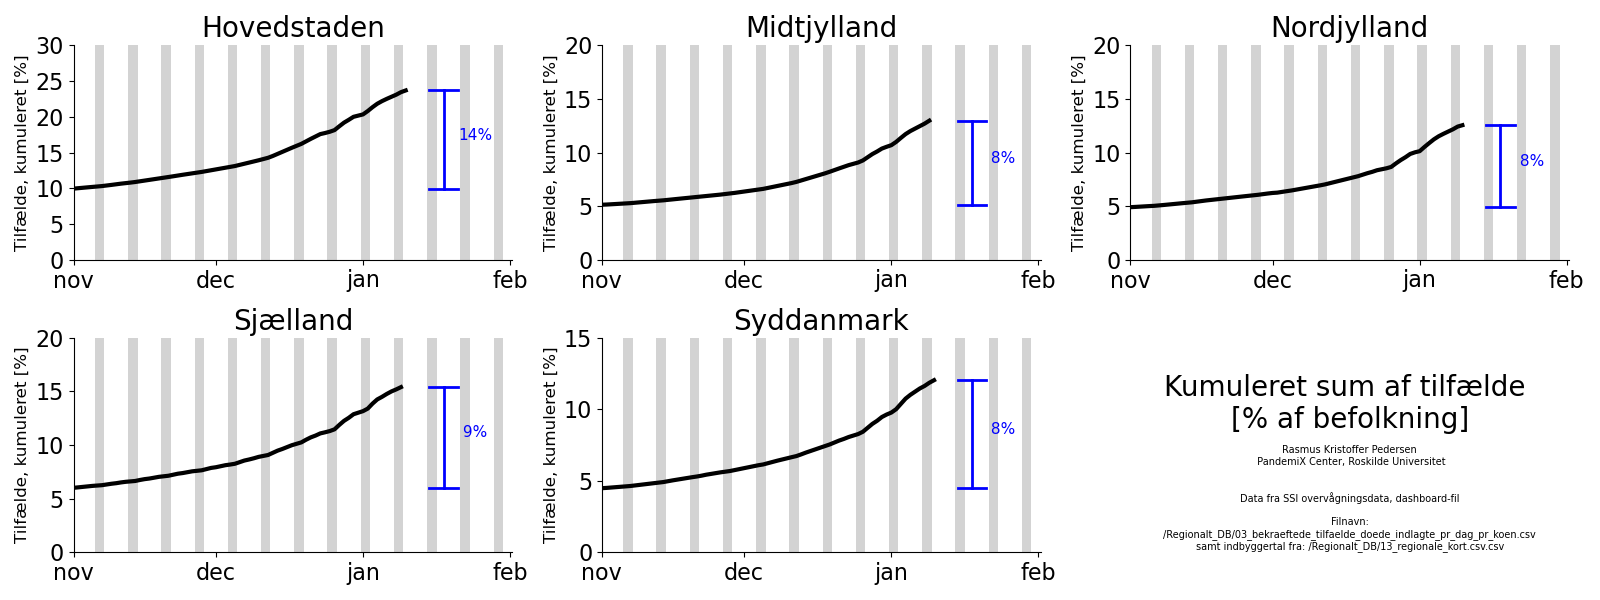 Hovedstaden
Tilfælde, kumuleret [%]
30
25
20
15
10
5
0
nov
dec
jan
feb
14%
Midtjylland
Tilfælde, kumuleret [%]
20
15
10
5
0
nov
dec
jan
feb
8%
Nordjylland
Tilfælde, kumuleret [%]
20
15
10
5
0
nov
dec
jan
feb
8%
Sjælland
Tilfælde, kumuleret [%]
20
15
10
5
0
nov
dec
jan
feb
9%
Syddanmark
Tilfælde, kumuleret [%]
15
10
5
0
nov
dec
jan
feb
8%
Kumuleret sum af tilfælde
[% af befolkning]
Rasmus Kristoffer Pedersen
PandemiX Center, Roskilde Universitet
Data fra SSI overvågningsdata, dashboard-fil
Filnavn:
/Regionalt_DB/03_bekraeftede_tilfaelde_doede_indlagte_pr_dag_pr_koen.csv
samt indbyggertal fra: /Regionalt_DB/13_regionale_kort.csv.csv